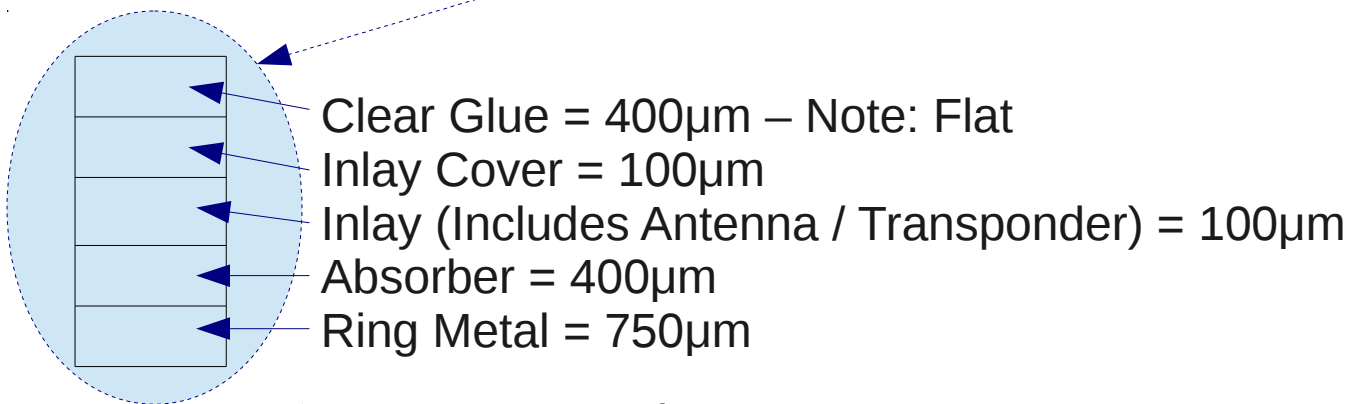 Clear Glue = 400μm – Note: Flat
Inlay Cover = 100μm
Inlay (Includes Antenna / Transponder) = 100μm
Absorber = 400μm
Ring Metal = 750μm